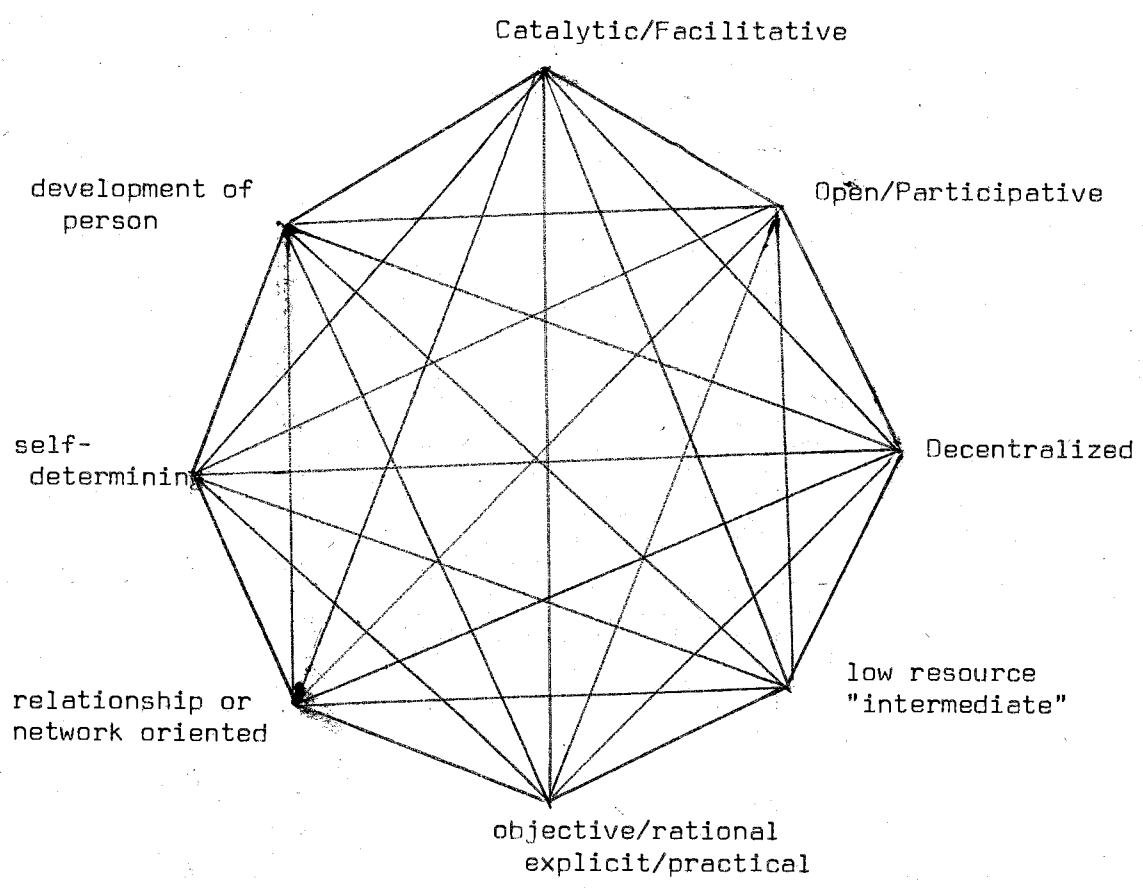 Catalytic/Facilitative
development of
person
Open/Participative
self-
determining
Decentralized
low resource
"intermediate"
relationship or
network oriented
objective/rational
explicit/practical